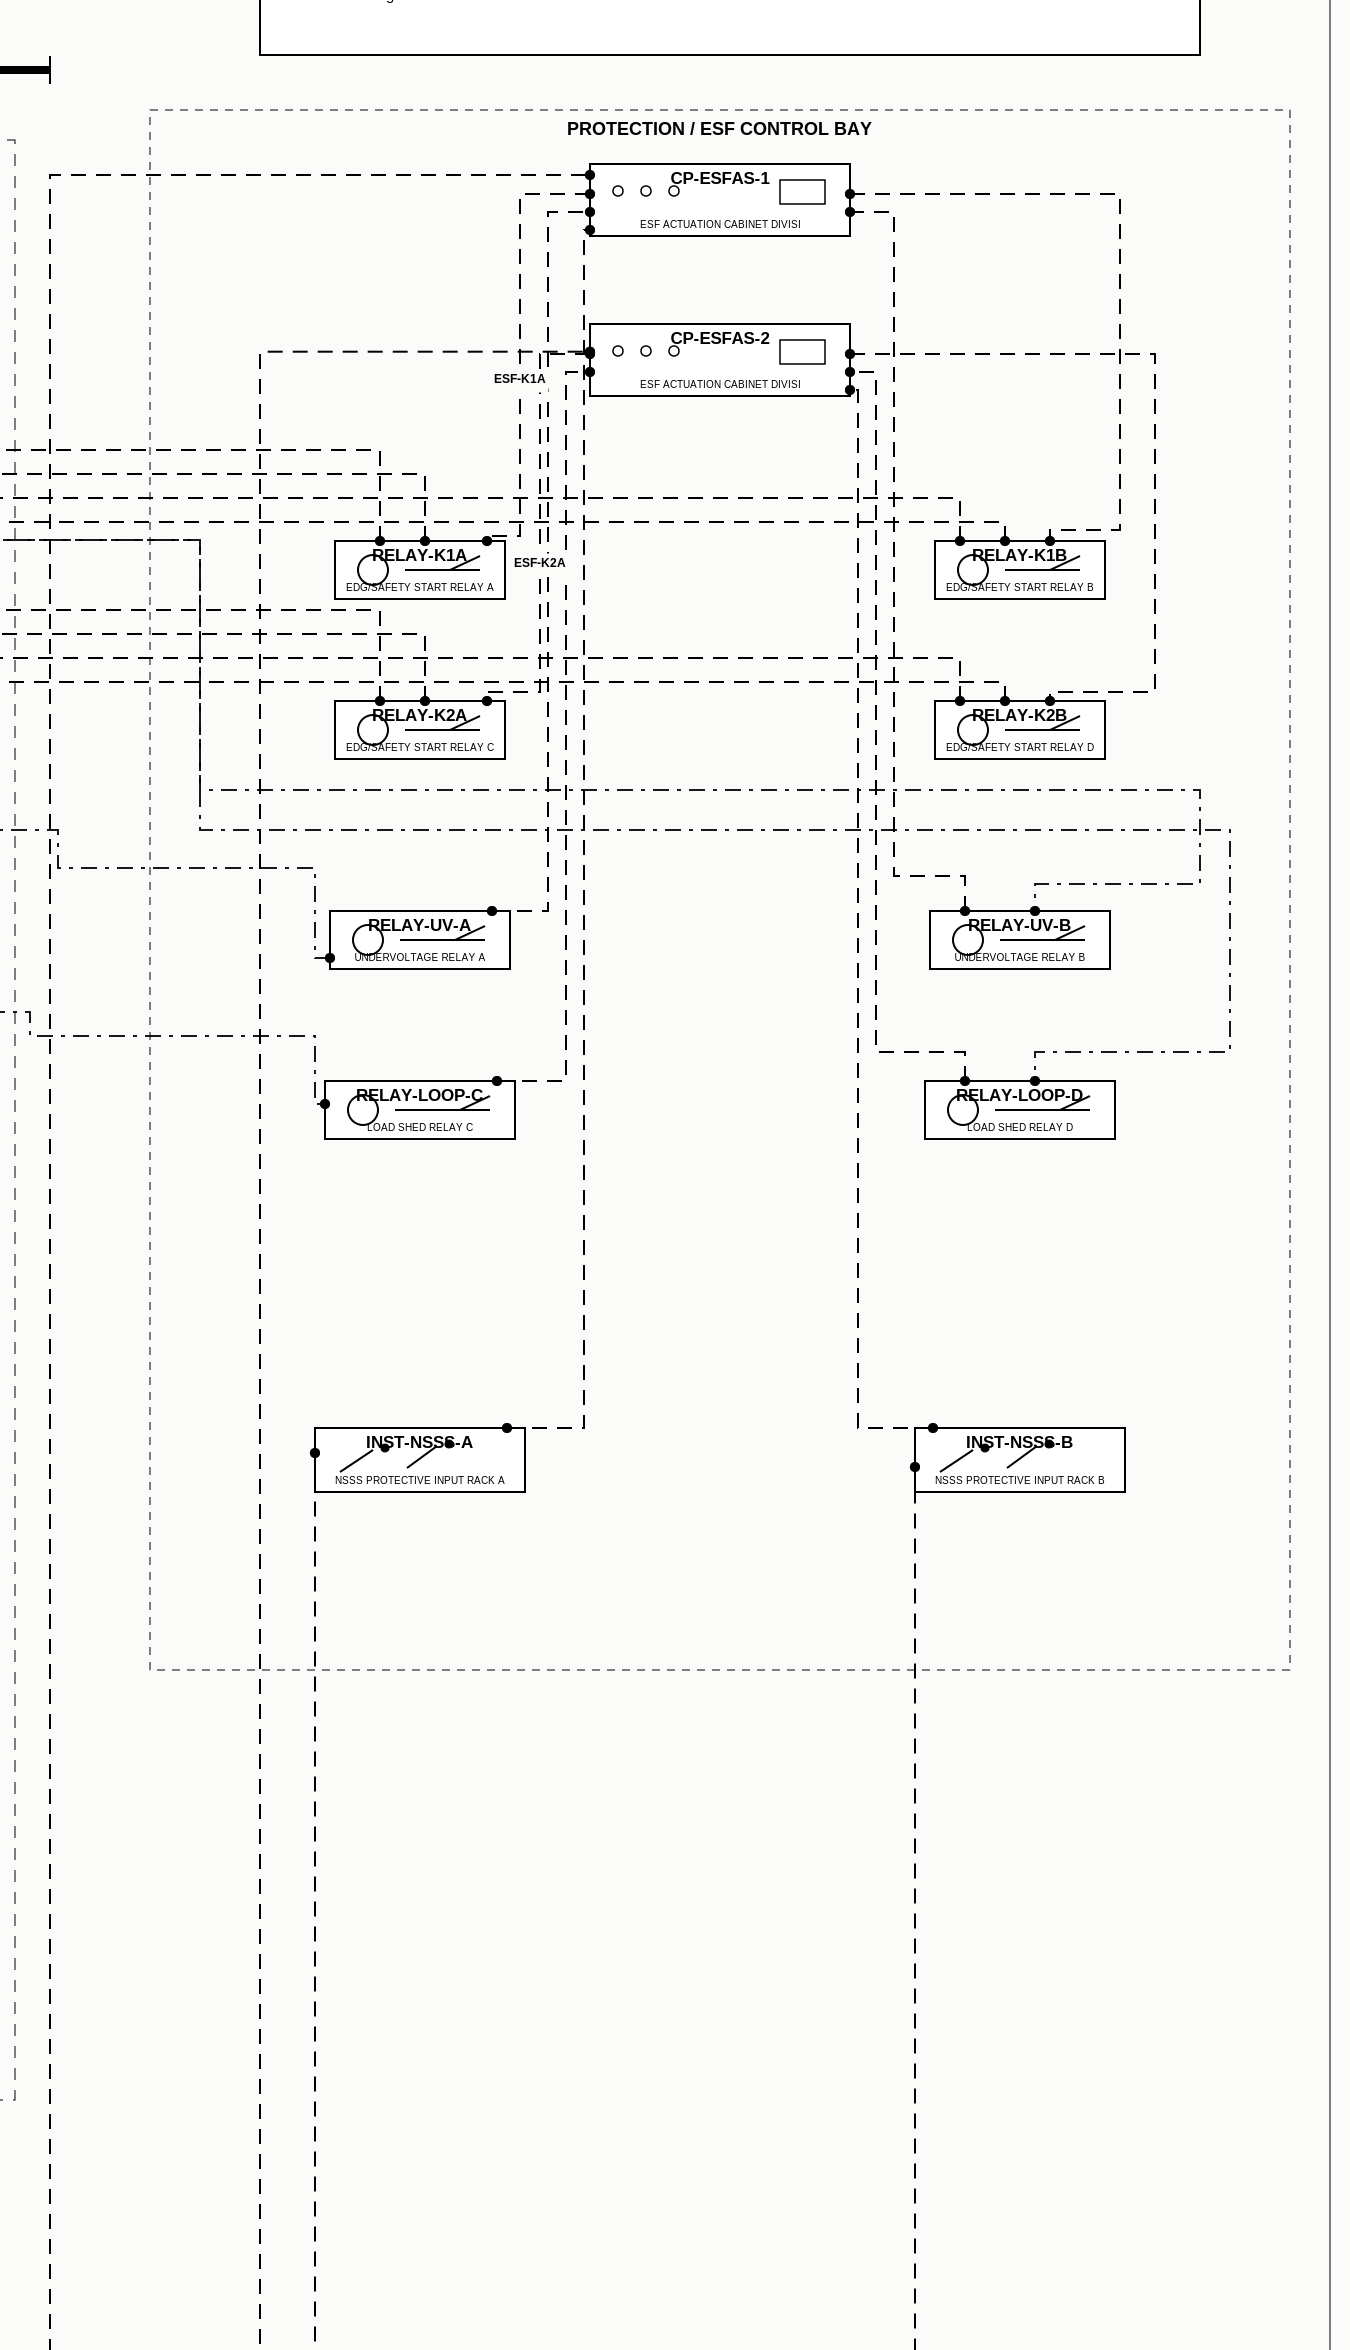 PROTECTION / ESF CONTROL BAY
CP-ESFAS-1
ESF ACTUATION CABINET DIVISI
CP-ESFAS-2
ESF ACTUATION CABINET DIVISI
ESF-K1A
RELAY-K1A
EDG/SAFETY START RELAY A
ESF-K2A
RELAY-K1B
EDG/SAFETY START RELAY B
RELAY-K2A
EDG/SAFETY START RELAY C
RELAY-K2B
EDG/SAFETY START RELAY D
RELAY-UV-A
UNDERVOLTAGE RELAY A
RELAY-UV-B
UNDERVOLTAGE RELAY B
RELAY-LOOP-C
LOAD SHED RELAY C
RELAY-LOOP-D
LOAD SHED RELAY D
INST-NSSS-A
NSSS PROTECTIVE INPUT RACK A
INST-NSSS-B
NSSS PROTECTIVE INPUT RACK B